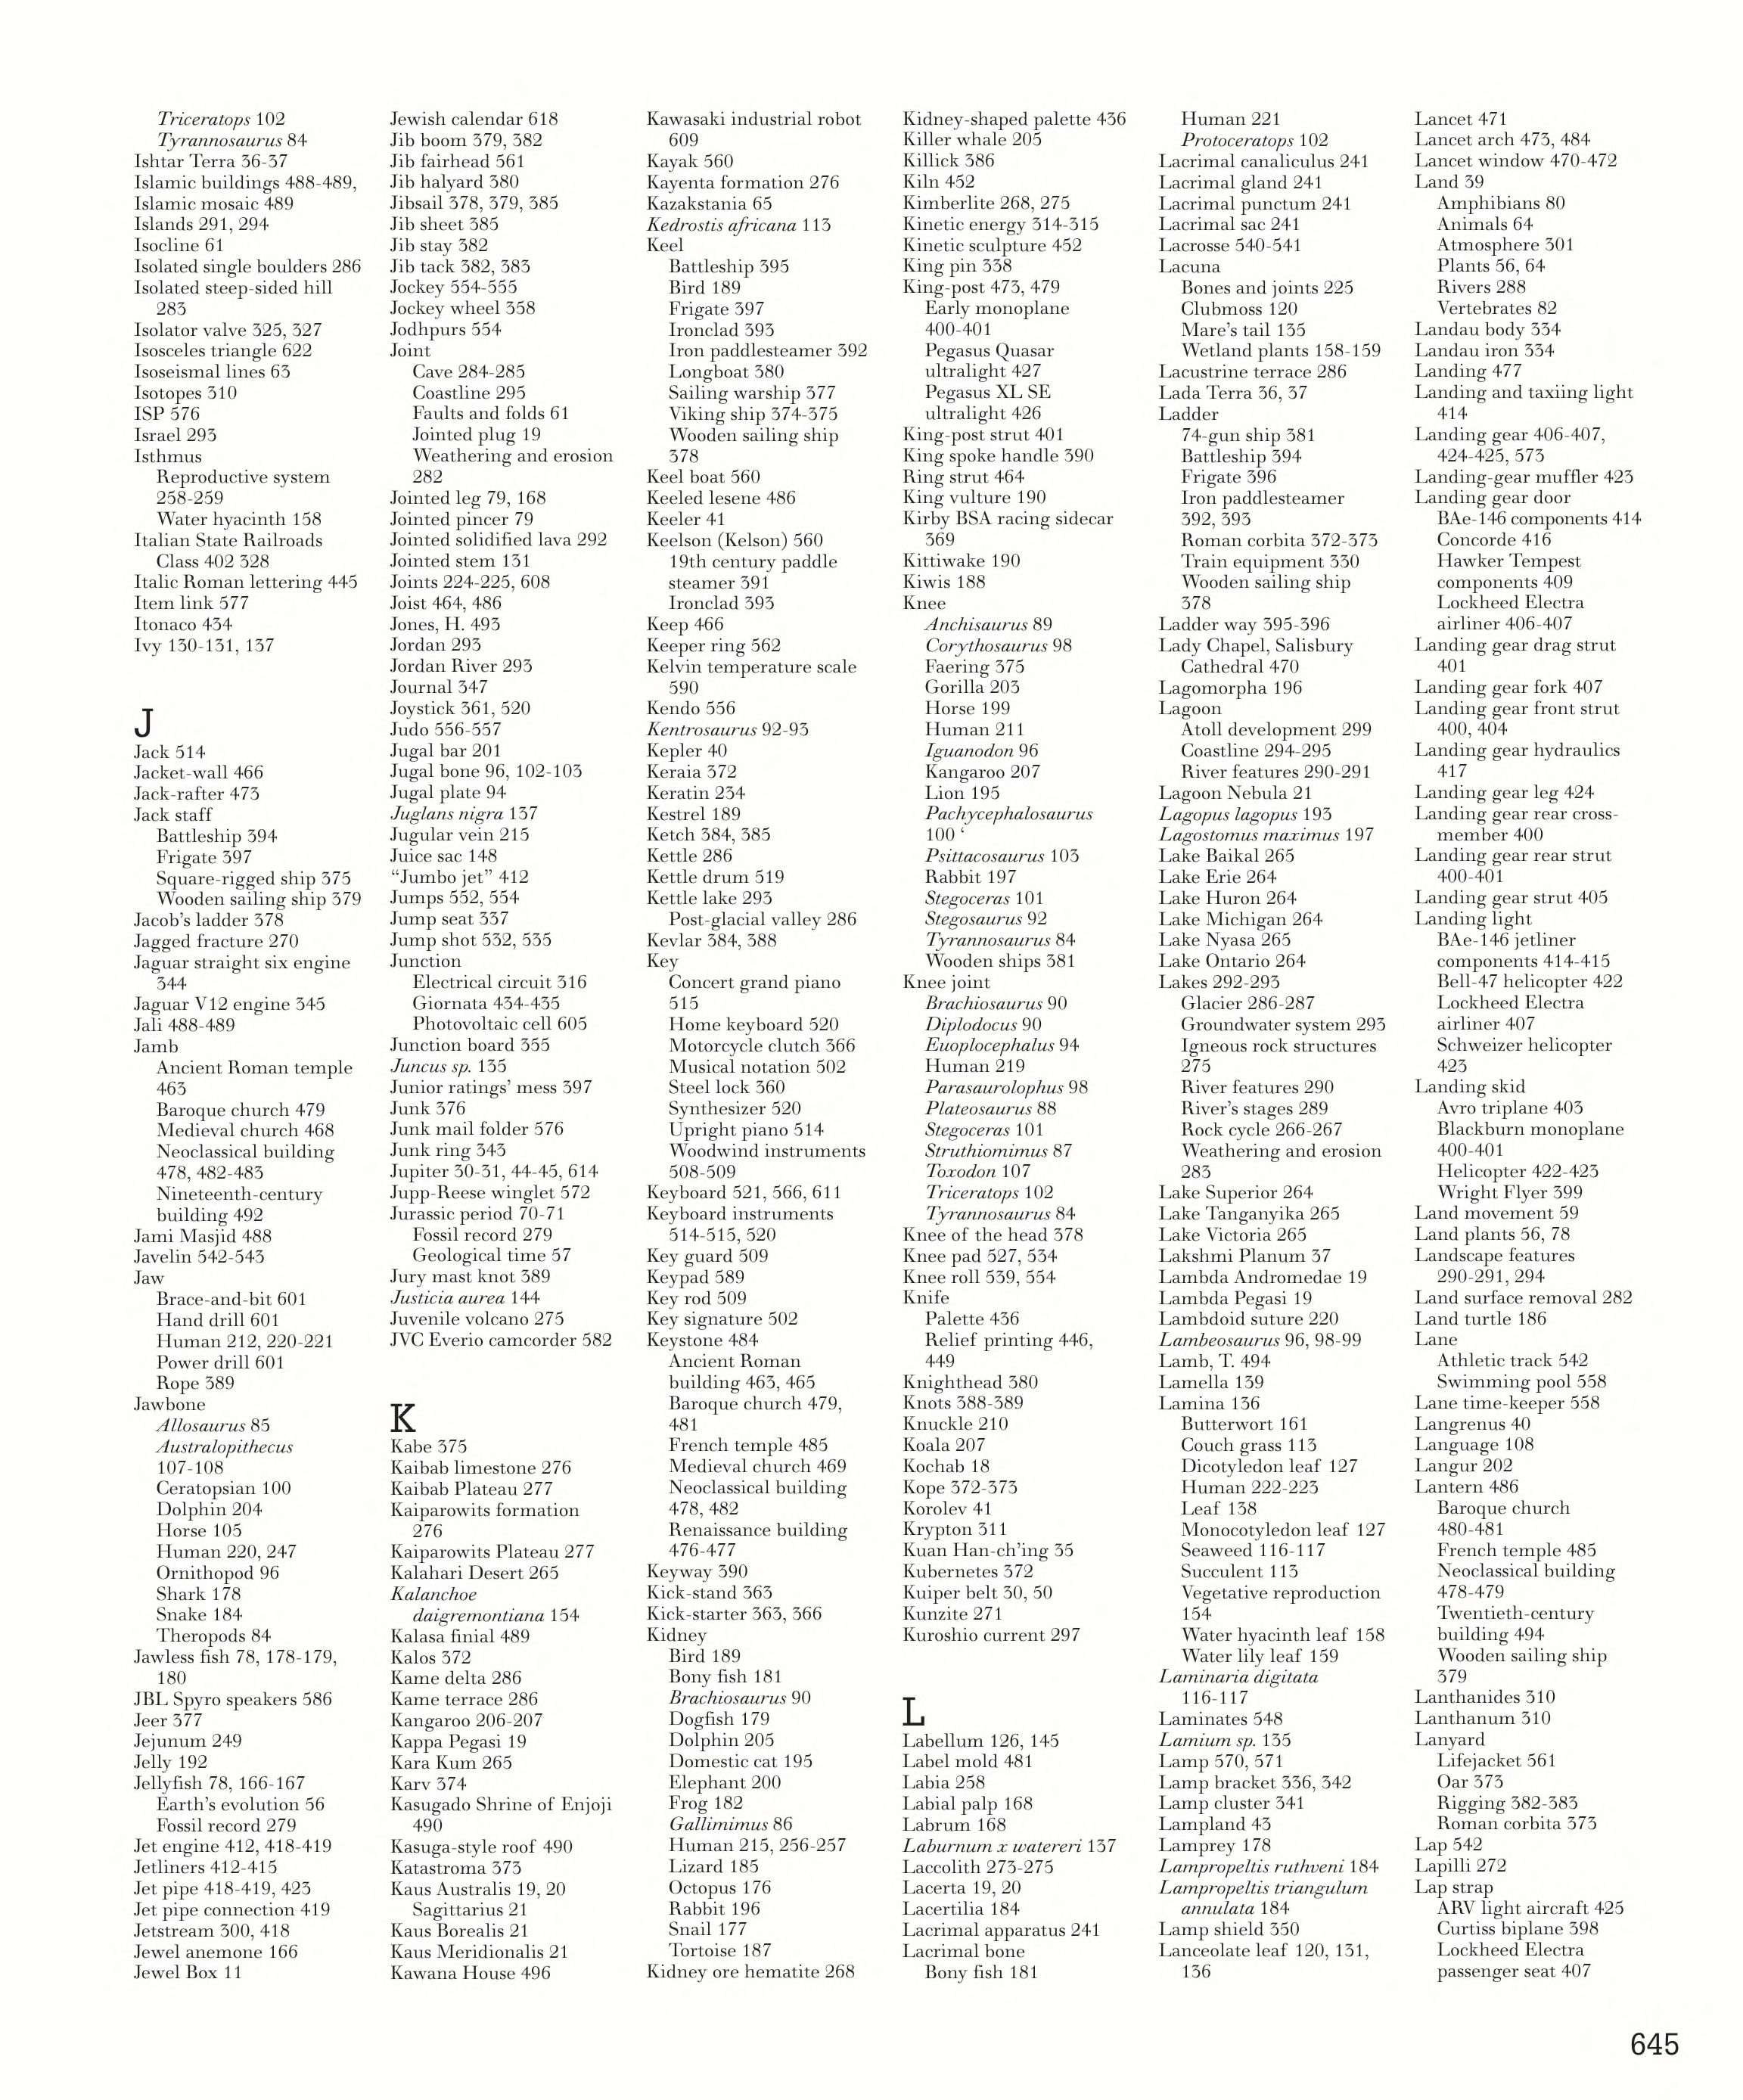 Triceratops 102
Tyrannosaurus 84
Ishtar Terra 36-37
Islamic buildings 488-489,
Islamic mosaic 489
Islands 291, 294
Isocline 61
Isolated single boulders 286
Isolated steep-sided hill
283
Isolator valve 325, 327
Isosceles triangle 622
Isoseismal lines 63
Isotopes 310
ISP 576
Israel 293
Isthmus
Reproductive system
258-259
Water hyacinth 158
Italian State Railroads
Class 402 328
Italic Roman lettering 445
Item link 577
Itonaco 434
Ivy 130-131, 137
J
Jack 514
Jacket-wall 466
Jack-rafter 473
Jack staff
Battleship 394
Frigate 397
Square-rigged ship 375
Wooden sailing ship 379
Jacob's ladder 378
Jagged fracture 270
Jaguar straight six engine
344
Jaguar V12 engine 345
Jali 488-489
Jamb
Ancient Roman temple
463
Baroque church 479
Medieval church 468
Neoclassical building
478, 482-483
Nineteenth-century
building 492
Jami Masjid 488
Javelin 542-543
Jaw
Brace-and-bit 601
Hand drill 601
Human 212, 220-221
Power drill 601
Rope 389
Jawbone
Allosaurus 85
Australopithecus
107-108
Ceratopsian 100
Dolphin 204
Horse 105
Human 220, 247
Ornithopod 96
Shark 178
Snake 184
Theropods 84
Jawless fish 78, 178-179,
180
JBL Spyro speakers 586
Jeer 377
Jejunum 249
Jelly 192
Jellyfish 78, 166-167
Earth's evolution 56
Fossil record 279
Jet engine 412, 418-419
Jetliners 412-415
Jet pipe 418-419, 423
Jet pipe connection 419
Jetstream 300, 418
Jewel anemone 166
Jewel Box 11
Jewish calendar 618
Jib boom 379, 382
Jib fairhead 561
Jib halyard 380
Jibsail 378, 379, 385
Jib sheet 385
Jib stay 382
Jib tack 382, 383
Jockey 554-555
Jockey wheel 358
Jodhpurs 554
Joint
Cave 284-285
Coastline 295
Faults and folds 61
Jointed plug 19
Weathering and erosion
282
Jointed leg 79, 168
Jointed pincer 79
Jointed solidified lava 292
Jointed stem 131
Joints 224-225, 608
Joist 464, 486
Jones, H. 493
Jordan 293
Jordan River 293
Journal 347
Joystick 361, 520
Judo 556-557
Jugal bar 201
Jugal bone 96, 102-103
Jugal plate 94
Juglans nigra 137
Jugular vein 215
Juice sac 148
“Jumbo jet” 412
Jumps 552, 554
Jump seat 337
Jump shot 532, 535
Junction
Electrical circuit 316
Giornata 434-435
Photovoltaic cell 605
Junction board 355
Juncus sp. 135
Junior ratings' mess 397
Junk 376
Junk mail folder 576
Junk ring 343
Jupiter 30-31, 44-45, 614
Jupp-Reese winglet 572
Jurassic period 70-71
Fossil record 279
Geological time 57
Jury mast knot 389
Justicia aurea 144
Juvenile volcano 275
JVC Everio camcorder 582
K
Kabe 375
Kaibab limestone 276
Kaibab Plateau 277
Kaiparowits formation
276
Kaiparowits Plateau 277
Kalahari Desert 265
Kalanchoe
daigremontiana 154
Kalasa finial 489
Kalos 372
Kame delta 286
Kame terrace 286
Kangaroo 206-207
Kappa Pegasi 19
Kara Kum 265
Karv 374
Kasugado Shrine of Enjoji
490
Kasuga-style roof 490
Katastroma 373
Kaus Australis 19, 20
Sagittarius 21
Kaus Borealis 21
Kaus Meridionalis 21
Kawana House 496
Kawasaki industrial robot
609
Kayak 560
Kayenta formation 276
Kazakstania 65
Kedrostis africana 113
Keel
Battleship 395
Bird 189
Frigate 397
Ironclad 393
Iron paddlesteamer 392
Longboat 380
Sailing warship 377
Viking ship 374-375
Wooden sailing ship
378
Keel boat 560
Keeled lesene 486
Keeler 41
Keelson (Kelson) 560
19th century paddle
steamer 391
Ironclad 393
Keep 466
Keeper ring 562
Kelvin temperature scale
590
Kendo 556
Kentrosaurus 92-93
Kepler 40
Keraia 372
Keratin 234
Kestrel 189
Ketch 384, 385
Kettle 286
Kettle drum 519
Kettle lake 293
Post-glacial valley 286
Kevlar 384, 388
Key
Concert grand piano
515
Home keyboard 520
Motorcycle clutch 366
Musical notation 502
Steel lock 360
Synthesizer 520
Upright piano 514
Woodwind instruments
508-509
Keyboard 521, 566, 611
Keyboard instruments
514-515, 520
Key guard 509
Keypad 589
Key rod 509
Key signature 502
Keystone 484
Ancient Roman
building 463, 465
Baroque church 479,
481
French temple 485
Medieval church 469
Neoclassical building
478, 482
Renaissance building
476-477
Keyway 390
Kick-stand 363
Kick-starter 363, 366
Kidney
Bird 189
Bony fish 181
Brachiosaurus 90
Dogfish 179
Dolphin 205
Domestic cat 195
Elephant 200
Frog 182
Gallimimus 86
Human 215, 256-257
Lizard 185
Octopus 176
Rabbit 196
Snail 177
Tortoise 187
Kidney ore hematite 268
Kidney-shaped palette 436
Killer whale 205
Killick 386
Kiln 452
Kimberlite 268, 275
Kinetic energy 314-315
Kinetic sculpture 452
King pin 338
King-post 473, 479
Early monoplane
400-401
Pegasus Quasar
ultralight 427
Pegasus XL SE
ultralight 426
King-post strut 401
King spoke handle 390
Ring strut 464
King vulture 190
Kirby BSA racing sidecar
369
Kittiwake 190
Kiwis 188
Knee
Anchisaurus 89
Corythosaurus 98
Faering 375
Gorilla 203
Horse 199
Human 211
Iguanodon 96
Kangaroo 207
Lion 195
Pachycephalosaurus
100 ‘
Psittacosaurus 103
Rabbit 197
Stegoceras 101
Stegosaurus 92
Tyrannosaurus 84
Wooden ships 381
Knee joint
Brachiosaurus 90
Diplodocus 90
Euoplocephalus 94
Human 219
Parasaurolophus 98
Plateosaurus 88
Stegoceras 101
Struthiomimus 87
Toxodon 107
Triceratops 102
Tyrannosaurus 84
Knee of the head 378
Knee pad 527, 534
Knee roll 539, 554
Knife
Palette 436
Relief printing 446,
449
Knighthead 380
Knots 388-389
Knuckle 210
Koala 207
Kochab 18
Kope 372-373
Korolev 41
Krypton 311
Kuan Han-ch'ing 35
Kubernetes 372
Kuiper belt 30, 50
Kunzite 271
Kuroshio current 297
L
Labellum 126, 145
Label mold 481
Labia 258
Labial palp 168
Labrum 168
Laburnum x watereri 137
Laccolith 273-275
Lacerta 19, 20
Lacertilia 184
Lacrimal apparatus 241
Lacrimal bone
Bony fish 181
Human 221
Protoceratops 102
Lacrimal canaliculus 241
Lacrimal gland 241
Lacrimal punctum 241
Lacrimal sac 241
Lacrosse 540-541
Lacuna
Bones and joints 225
Clubmoss 120
Mare's tail 135
Wetland plants 158-159
Lacustrine terrace 286
Lada Terra 36, 37
Ladder
74-gun ship 381
Battleship 394
Frigate 396
Iron paddlesteamer
392, 393
Roman corbita 372-373
Train equipment 330
Wooden sailing ship
378
Ladder way 395-396
Lady Chapel, Salisbury
Cathedral 470
Lagomorpha 196
Lagoon
Atoll development 299
Coastline 294-295
River features 290-291
Lagoon Nebula 21
Lagopus lagopus 193
Lagostomus maximus 197
Lake Baikal 265
Lake Erie 264
Lake Huron 264
Lake Michigan 264
Lake Nyasa 265
Lake Ontario 264
Lakes 292-293
Glacier 286-287
Groundwater system 293
Igneous rock structures
275
River features 290
River's stages 289
Rock cycle 266-267
Weathering and erosion
283
Lake Superior 264
Lake Tanganyika 265
Lake Victoria 265
Lakshmi Planum 37
Lambda Andromedae 19
Lambda Pegasi 19
Lambdoid suture 220
Lambeosaurus 96, 98-99
Lamb, T. 494
Lamella 139
Lamina 136
Butterwort 161
Couch grass 113
Dicotyledon leaf 127
Human 222-223
Leaf 138
Monocotyledon leaf 127
Seaweed 116-117
Succulent 113
Vegetative reproduction
154
Water hyacinth leaf 158
Water lily leaf 159
Laminaria digitata
116-117
Laminates 548
Lamium sp. 135
Lamp 570, 571
Lamp bracket 336, 342
Lamp cluster 341
Lampland 43
Lamprey 178
Lampropeltis ruthveni 184
Lampropeltis triangulum
annulata 184
Lamp shield 350
Lanceolate leaf 120, 131,
136
Lancet 471
Lancet arch 473, 484
Lancet window 470-472
Land 39
Amphibians 80
Animals 64
Atmosphere 301
Plants 56, 64
Rivers 288
Vertebrates 82
Landau body 334
Landau iron 334
Landing 477
Landing and taxiing light
414
Landing gear 406-407,
424-425, 573
Landing-gear muffler 423
Landing gear door
BAe-146 components 414
Concorde 416
Hawker Tempest
components 409
Lockheed Electra
airliner 406-407
Landing gear drag strut
401
Landing gear fork 407
Landing gear front strut
400, 404
Landing gear hydraulics
417
Landing gear leg 424
Landing gear rear cross-
member 400
Landing gear rear strut
400-401
Landing gear strut 405
Landing light
BAe-146 jetliner
components 414-415
Bell-47 helicopter 422
Lockheed Electra
airliner 407
Schweizer helicopter
423
Landing skid
Avro triplane 403
Blackburn monoplane
400-401
Helicopter 422-423
Wright Flyer 399
Land movement 59
Land plants 56, 78
Landscape features
290-291, 294
Land surface removal 282
Land turtle 186
Lane
Athletic track 542
Swimming pool 558
Lane time-keeper 558
Langrenus 40
Language 108
Langur 202
Lantern 486
Baroque church
480-481
French temple 485
Neoclassical building
478-479
Twentieth-century
building 494
Wooden sailing ship
379
Lanthanides 310
Lanthanum 310
Lanyard
Lifejacket 561
Oar 373
Rigging 382-383
Roman corbita 373
Lap 542
Lapilli 272
Lap strap
ARV light aircraft 425
Curtiss biplane 398
Lockheed Electra
passenger seat 407
645